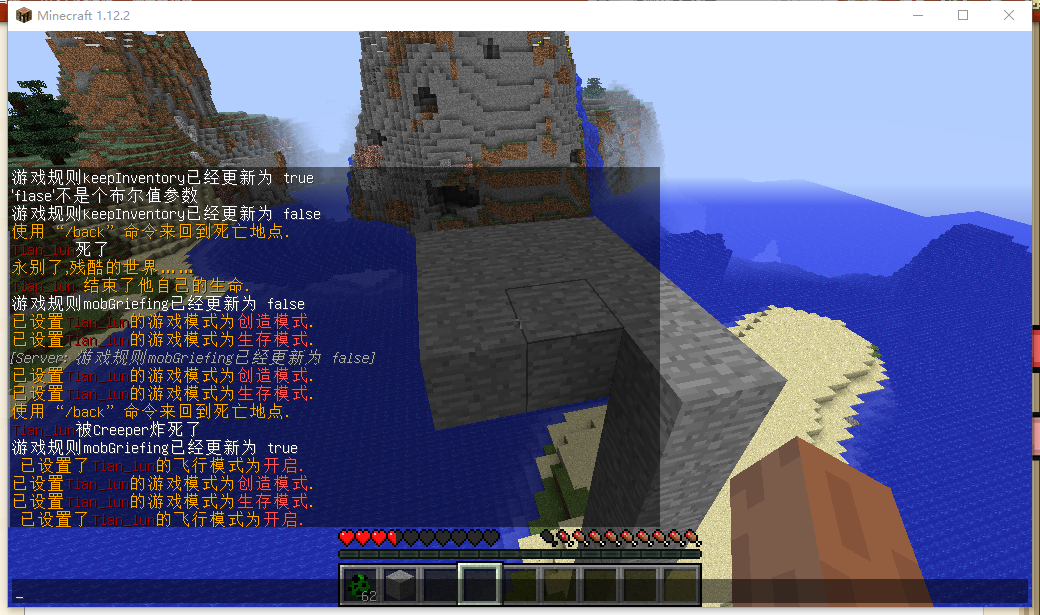 Minecraft 1.12.2
游戏规则keepInventory已经更新为 true
'flase'不是个布尔值参数
游戏规则keepInventory已经更新为 false
使用“/back”命令来回到死亡地点.
Tian_lun死了
永别了,残酷的世界……
Tian_lun 结束了他自己的生命.
游戏规则mobGriefing已经更新为 false
已设置Tian_lun的游戏模式为创造模式.
已设置Tian_lun的游戏模式为生存模式.
[Server: 游戏规则mobGriefing已经更新为 false]
已设置Tian_lun的游戏模式为创造模式.
已设置Tian_lun的游戏模式为生存模式.
使用“/back”命令来回到死亡地点.
Tian_lun被Creeper炸死了
游戏规则mobGriefing已经更新为 true
已设置了Tian_lun的飞行模式为开启.
已设置Tian_lun的游戏模式为创造模式.
已设置Tian_lun的游戏模式为生存模式.
已设置了Tian_lun的飞行模式为开启.
62
_